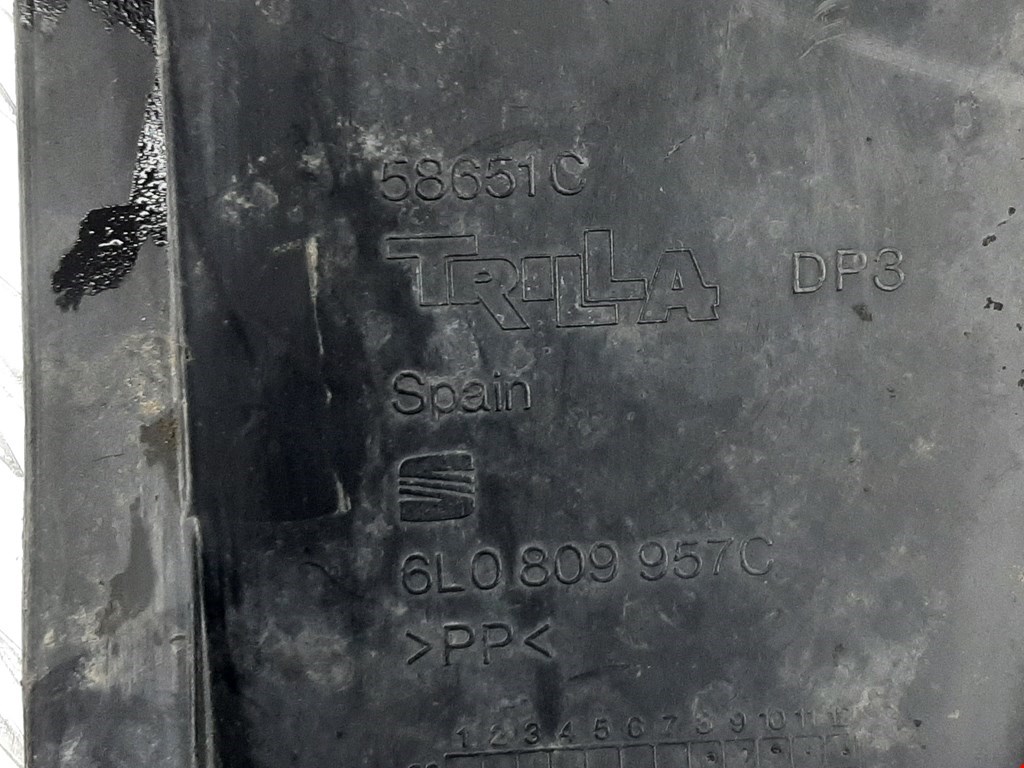 58651C
TRILLA DP3
Spain
6L0 809 957C
>PP<
1 2 3 4 5 6 7 8 9 10 11 12